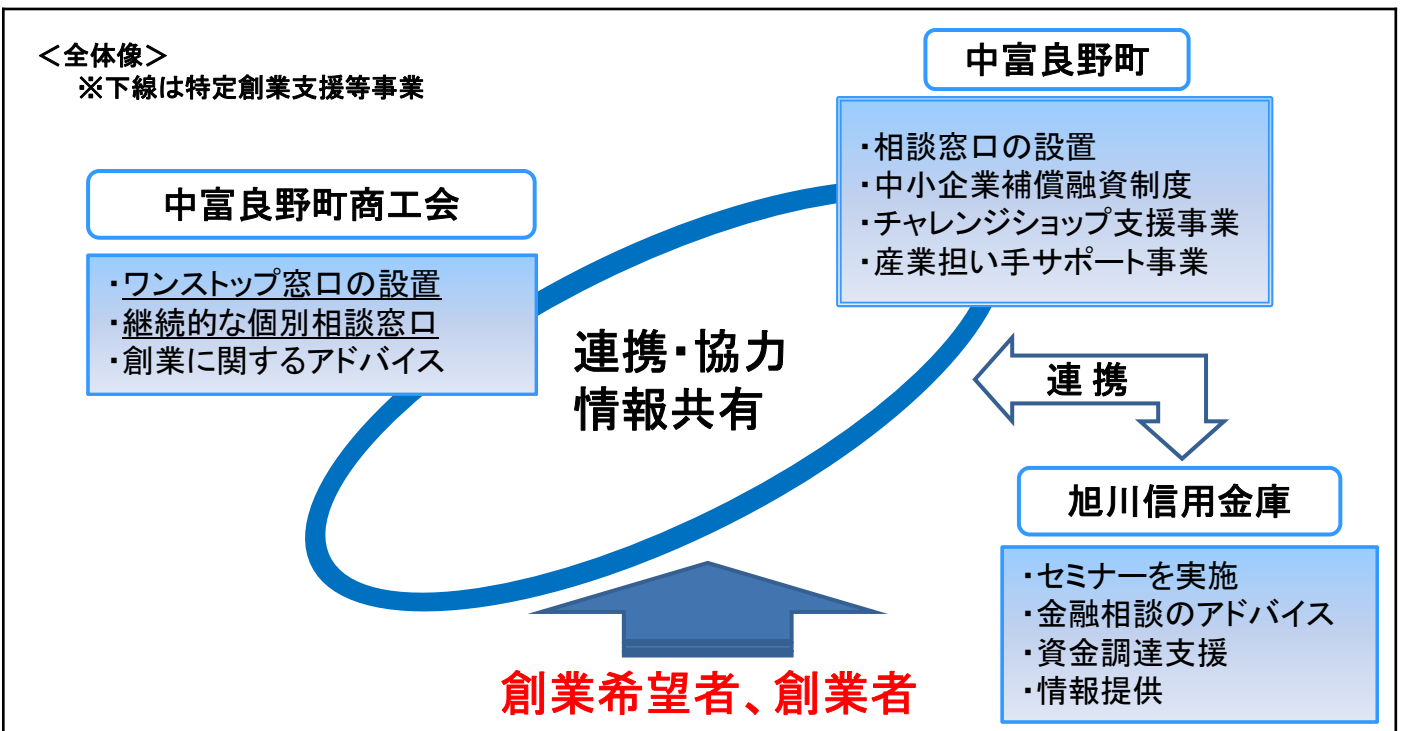 ＜全体像＞
※下線は特定創業支援等事業
中富良野町
・相談窓口の設置
・中小企業補償融資制度
・チャレンジショップ支援事業
・産業担い手サポート事業
中富良野町商工会
・ワンストップ窓口の設置
・継続的な個別相談窓口
・創業に関するアドバイス
連携・協力
情報共有
連 携
旭川信用金庫
・セミナーを実施
・金融相談のアドバイス
・資金調達支援
・情報提供
創業希望者、創業者